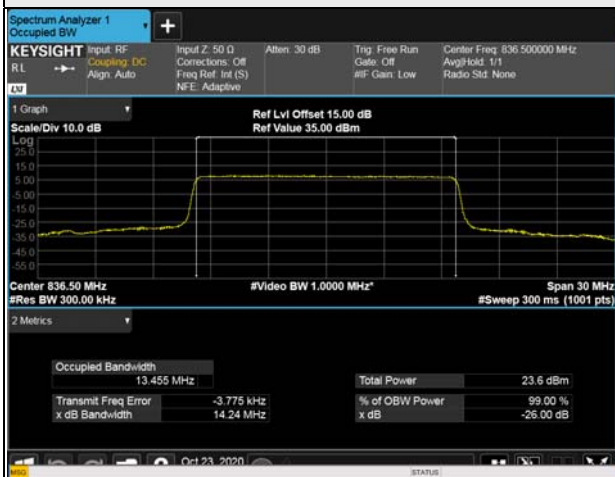 Spectrum Analyzer 1
Occupied BW
KEYSIGHT
RL
LXI
Input: RF
Coupling: DC
Align: Auto
Input Z: 50 Ω
Corrections: Off
Freq Ref: Int (S)
NFE: Adaptive
Atten: 30 dB
Trig: Free Run
Gate: Off
#IF Gain: Low
Center Freq: 836.500000 MHz
Avg|Hold: 1/1
Radio Std: None
1 Graph
Scale/Div 10.0 dB
Ref Lvl Offset 15.00 dB
Ref Value 35.00 dBm
Log
25.0
15.0
5.00
-5.00
-15.0
-25.0
-35.0
-45.0
-55.0
Center 836.50 MHz
#Res BW 300.00 kHz
#Video BW 1.0000 MHz*
Span 30 MHz
#Sweep 300 ms (1001 pts)
2 Metrics
Occupied Bandwidth
13.455 MHz
Transmit Freq Error -3.775 kHz
x dB Bandwidth 14.24 MHz
Total Power 23.6 dBm
% of OBW Power 99.00 %
x dB -26.00 dB
Oct 23, 2020
MSG
STATUS